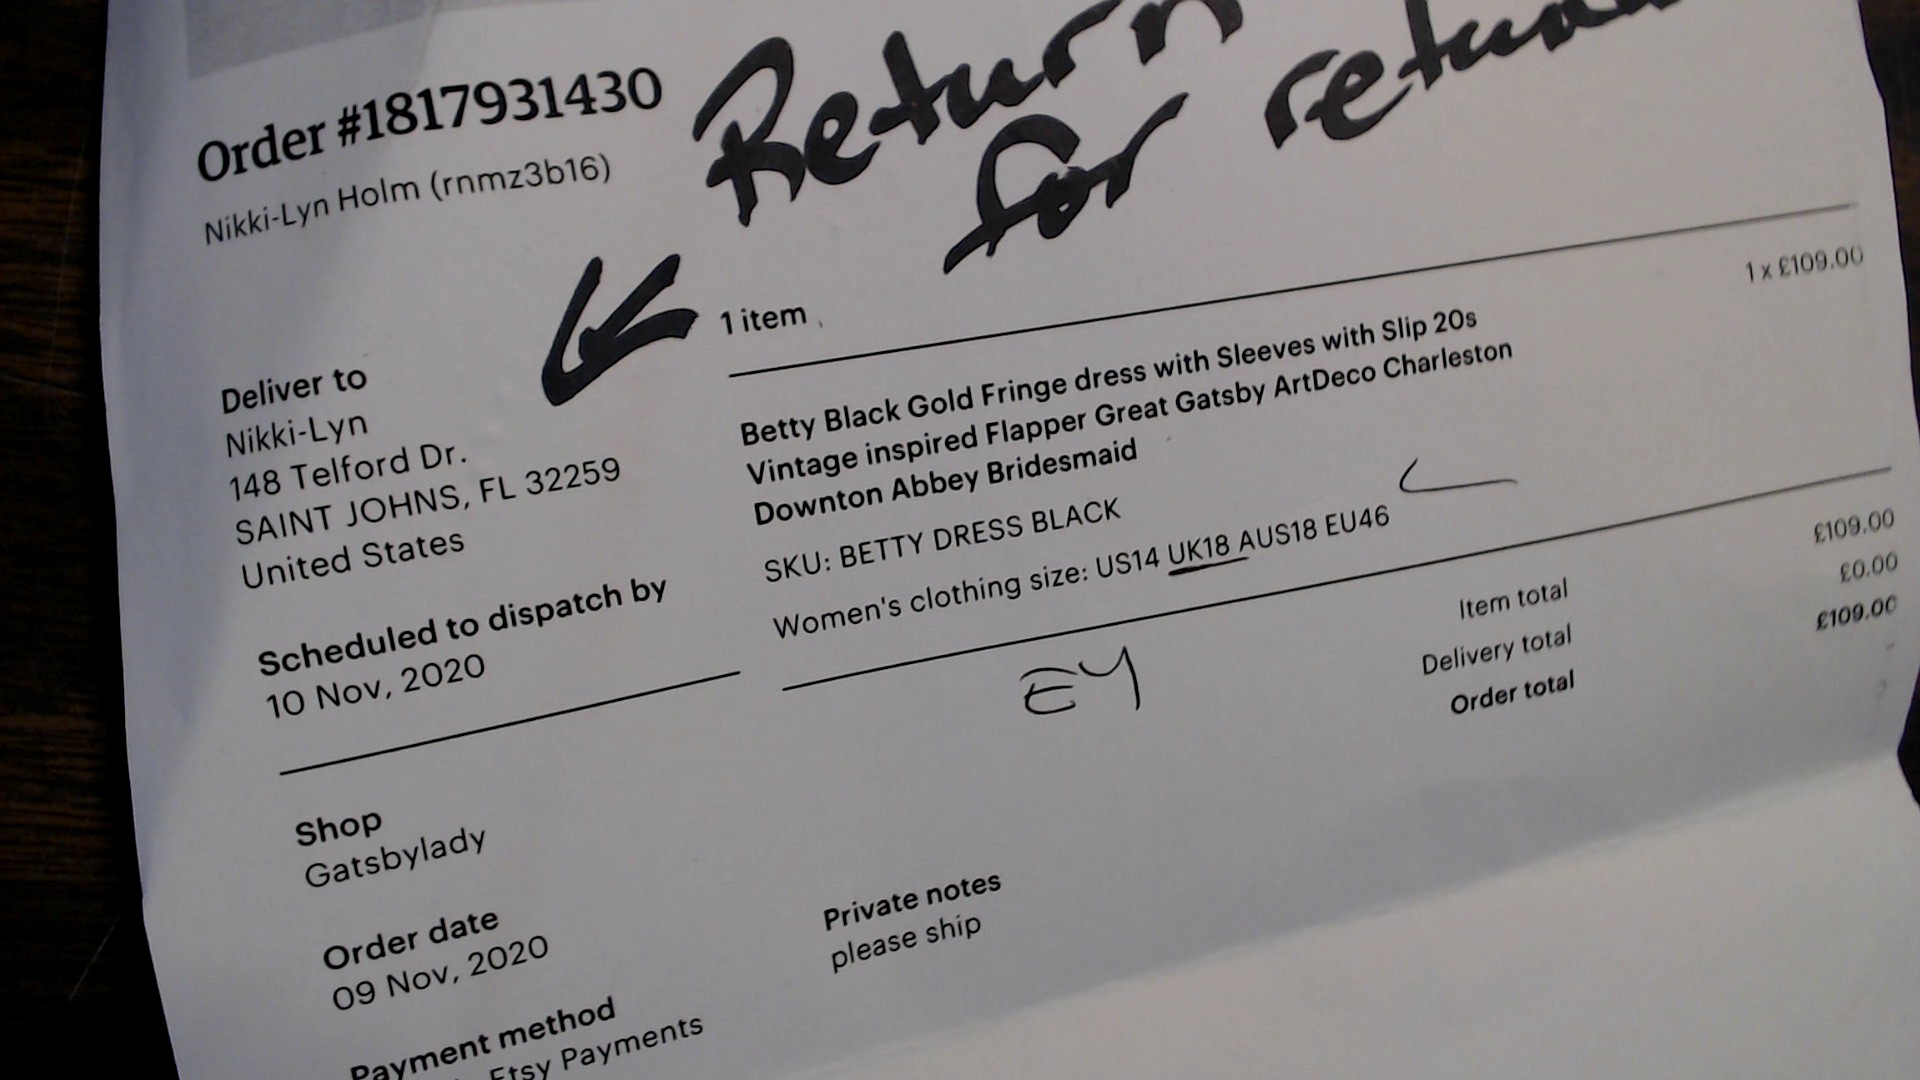 Return
for
Order #1817931430
Nikki-Lyn Holm (rnmz3b16)
Deliver to
Nikki-Lyn
148 Telford Dr.
SAINT JOHNS, FL 32259
United States
Scheduled to dispatch by
10 Nov, 2020
Shop
Gatsbylady
Order date
09 Nov, 2020
Payment method
Etsy Payments
1 item
1 x £109.00
Betty Black Gold Fringe dress with Sleeves with Slip 20s
Vintage inspired Flapper Great Gatsby ArtDeco Charleston
Downton Abbey Bridesmaid
SKU: BETTY DRESS BLACK
Women's clothing size: US14 UK18 AUS18 EU46
EY
Item total £109.00
Delivery total £0.00
Order total £109.00
Private notes
please ship